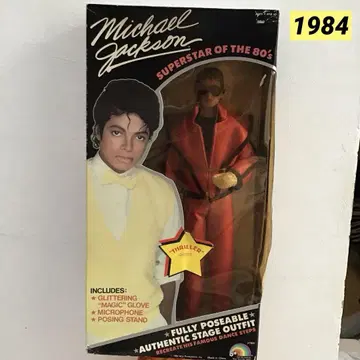 1984
Michael
Jackson
SUPERSTAR OF THE 80's
"THRILLER"
INCLUDES:
★ GLITTERING
"MAGIC" GLOVE
★ MICROPHONE
★ POSING STAND
★ FULLY POSEABLE
★ AUTHENTIC STAGE OUTFIT
RECREATE HIS FAMOUS DANCE STEPS